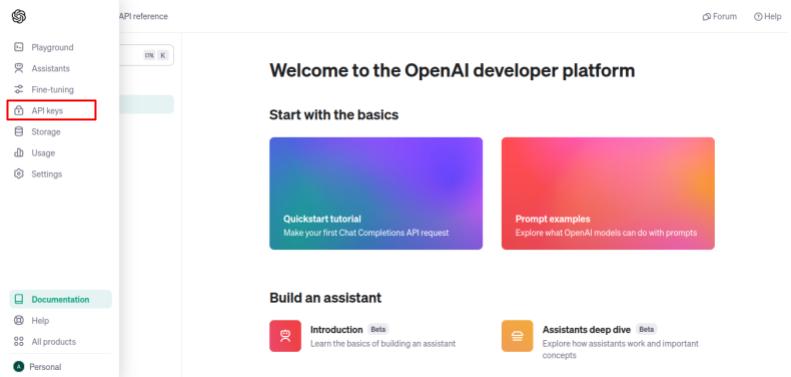 API reference
Forum
Help
Playground
Assistants
Fine-tuning
API keys
Storage
Usage
Settings
CTRL K
Welcome to the OpenAI developer platform
Start with the basics
Quickstart tutorial
Make your first Chat Completions API request
Prompt examples
Explore what OpenAI models can do with prompts
Build an assistant
Introduction Beta
Learn the basics of building an assistant
Assistants deep dive Beta
Explore how assistants work and important
concepts
Documentation
Help
All products
A
Personal